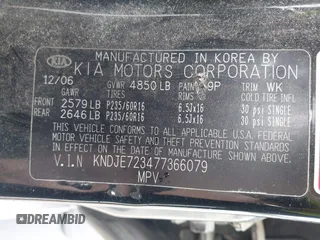 MANUFACTURED IN KOREA BY
KIA KIA MOTORS CORPORATION
12/06 GVWR 4850 LB PAINT 9P TRIM WK
GAWR TIRES RIMS COLD TIRE INFLATION
FRONT 2579 LB P235/60R16 6.5Jx16 30 psi SINGLE
REAR 2646 LB P235/60R16 6.5Jx16 30 psi SINGLE
THIS VEHICLE CONFORMS TO ALL APPLICABLE U.S. FEDERAL
MOTOR VEHICLE SAFETY AND THEFT PREVENTION STANDARDS
IN EFFECT ON THE DATE OF MANUFACTURE SHOWN ABOVE.
V.I.N KNDJE723477366079
MPV
DREAMBID